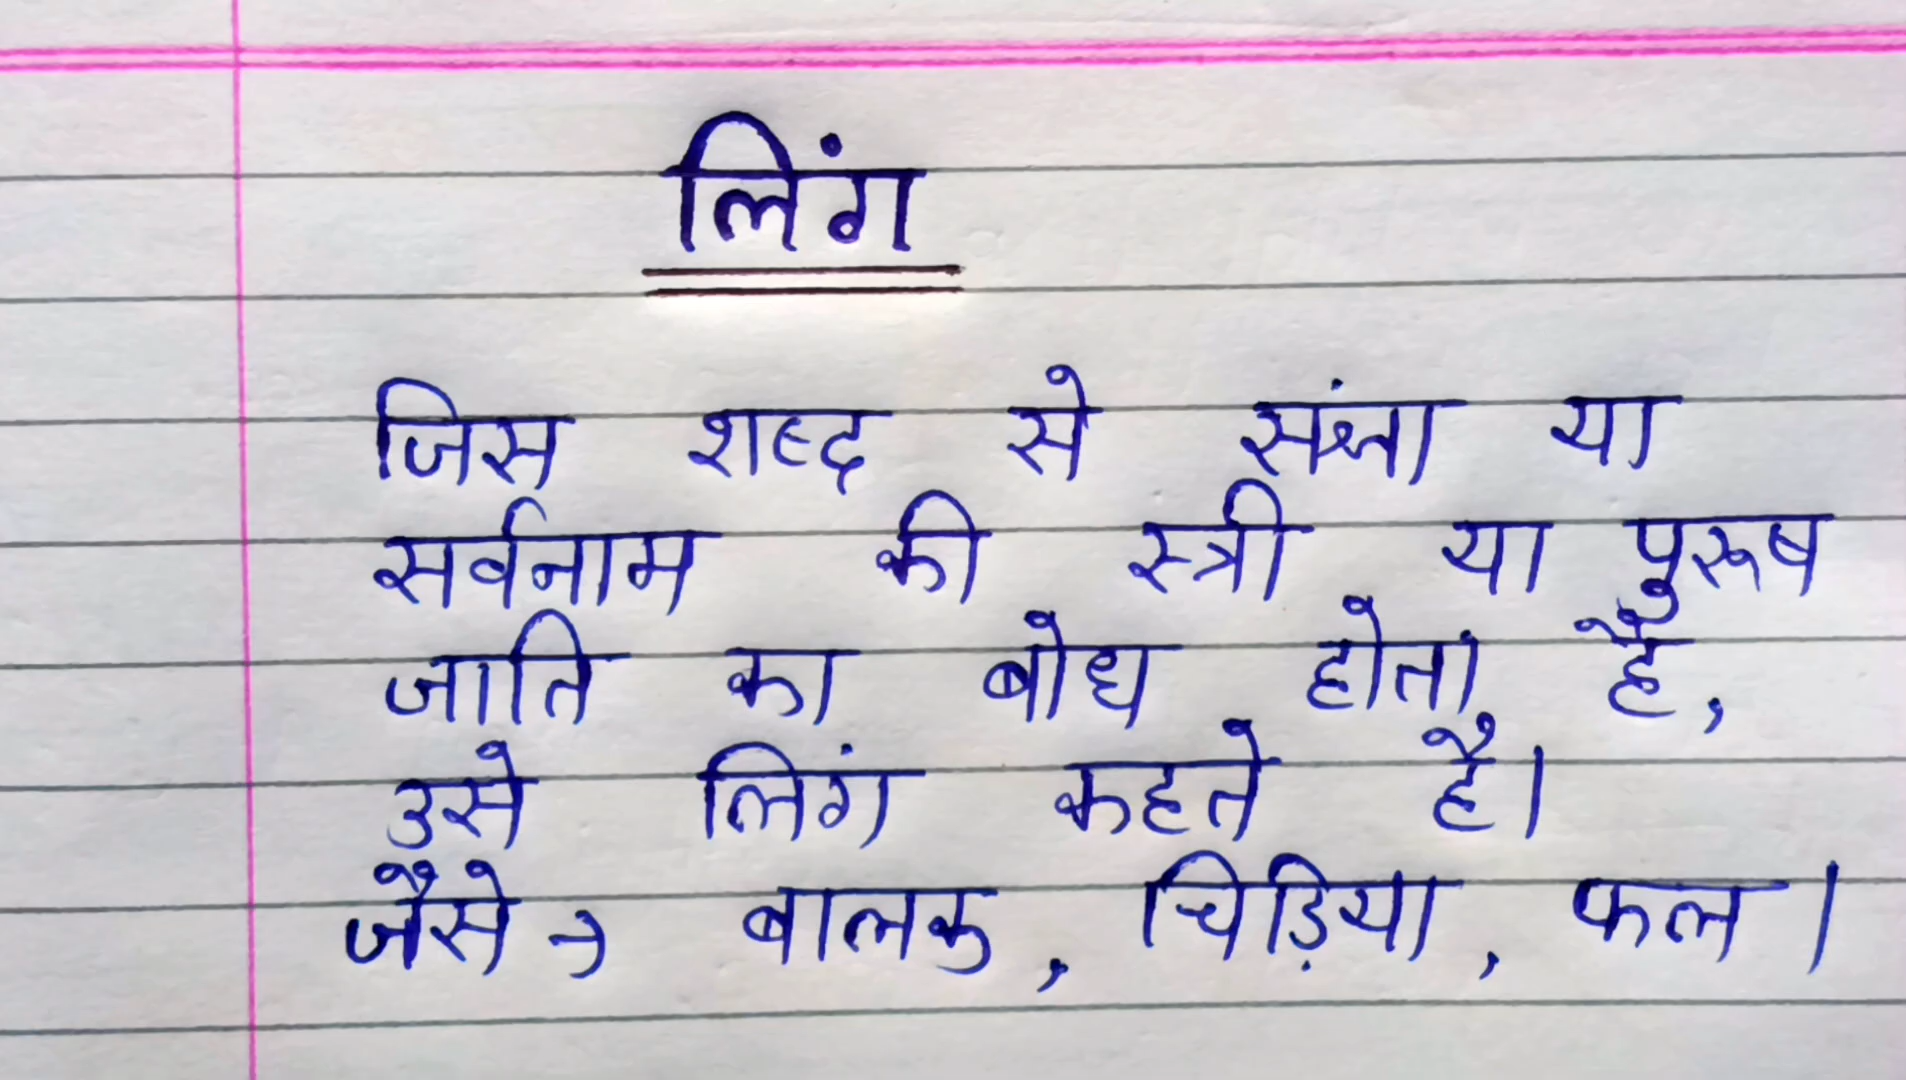 लिंग
जिस शब्द से संज्ञा या
सर्वनाम की स्त्री या पुरूष
जाति का बोध होता है,
उसे लिंग कहते है।
जैसे → बालक, चिड़िया, फल।